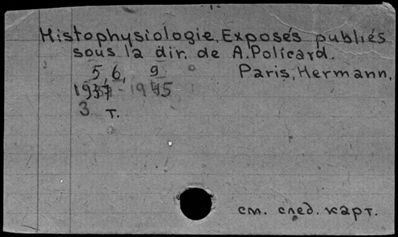 Histophysiologie. Exposés publiés
sous la dir. de A. Policard.
5, 6, 9 Paris, Hermann,
1937 - 1945
3 т.
см. след. карт.